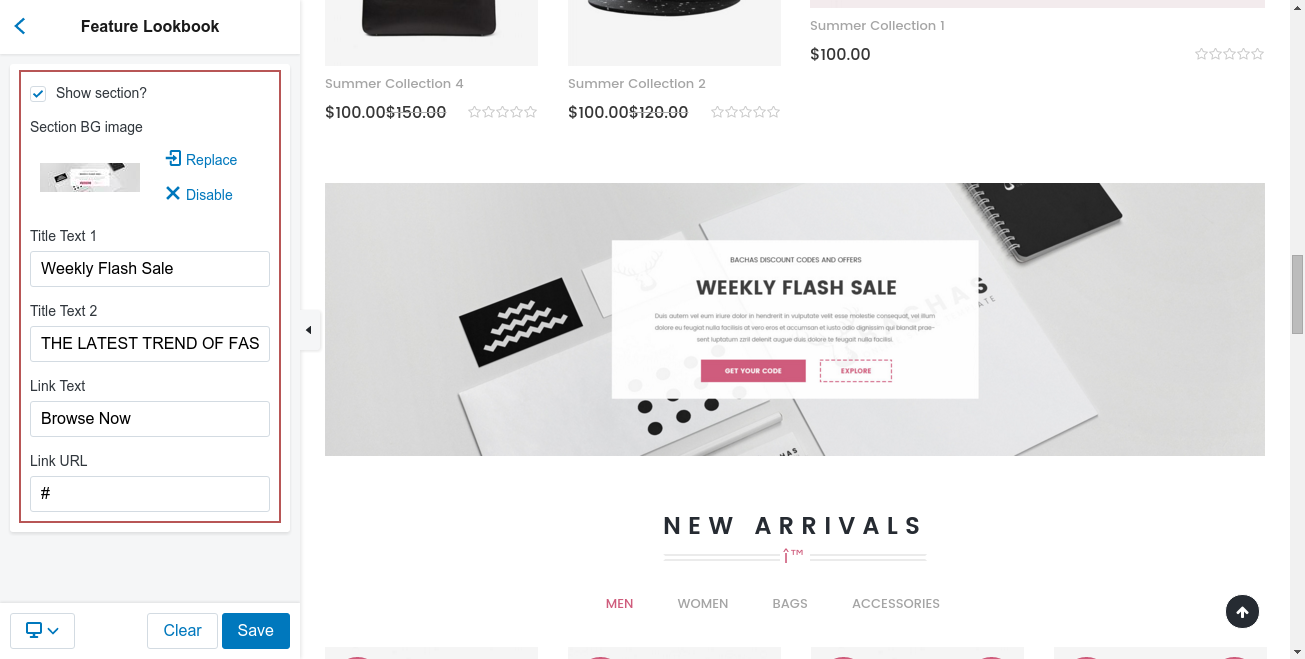 Feature Lookbook
Show section?
Section BG image
Replace
Disable
Title Text 1
Weekly Flash Sale
Title Text 2
THE LATEST TREND OF FAS
Link Text
Browse Now
Link URL
#
Clear
Save
Summer Collection 4
$100.00$150.00
Summer Collection 2
$100.00$120.00
Summer Collection 1
$100.00
BACHAS DISCOUNT CODES AND OFFERS
WEEKLY FLASH SALE
Duis autem vel eum iriure dolor in hendrerit in vulputate velit esse molestie consequat, vel illum
dolore eu feugiat nulla facilisis at vero eros et accumsan et iusto odio dignissim qui blandit prae-
sent luptatum zzril delenit augue duis dolore te feugait nulla facilisi.
GET YOUR CODE
EXPLORE
NEW ARRIVALS
î™
MEN
WOMEN
BAGS
ACCESSORIES